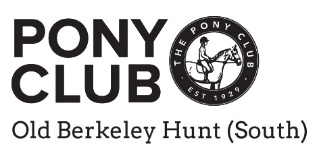 PONY
CLUB
THE PONY CLUB
EST 1929
Old Berkeley Hunt (South)